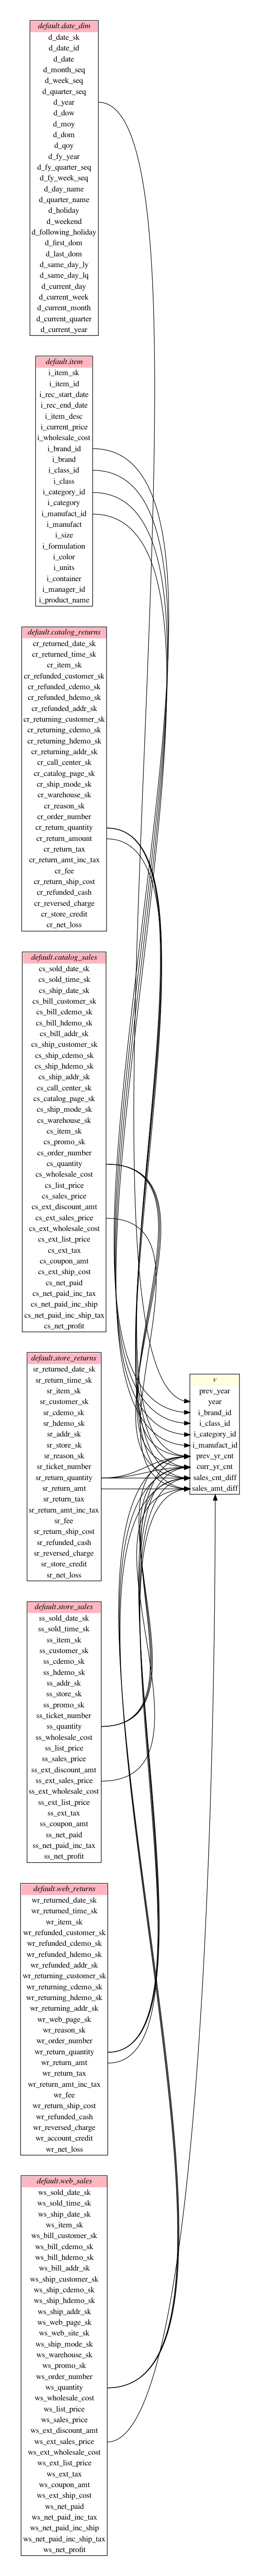 default.date_dim
d_date_sk
d_date_id
d_date
d_month_seq
d_week_seq
d_quarter_seq
d_year
d_dow
d_moy
d_dom
d_qoy
d_fy_year
d_fy_quarter_seq
d_fy_week_seq
d_day_name
d_quarter_name
d_holiday
d_weekend
d_following_holiday
d_first_dom
d_last_dom
d_same_day_ly
d_same_day_lq
d_current_day
d_current_week
d_current_month
d_current_quarter
d_current_year
default.item
i_item_sk
i_item_id
i_rec_start_date
i_rec_end_date
i_item_desc
i_current_price
i_wholesale_cost
i_brand_id
i_brand
i_class_id
i_class
i_category_id
i_category
i_manufact_id
i_manufact
i_size
i_formulation
i_color
i_units
i_container
i_manager_id
i_product_name
default.catalog_returns
cr_returned_date_sk
cr_returned_time_sk
cr_item_sk
cr_refunded_customer_sk
cr_refunded_cdemo_sk
cr_refunded_hdemo_sk
cr_refunded_addr_sk
cr_returning_customer_sk
cr_returning_cdemo_sk
cr_returning_hdemo_sk
cr_returning_addr_sk
cr_call_center_sk
cr_catalog_page_sk
cr_ship_mode_sk
cr_warehouse_sk
cr_reason_sk
cr_order_number
cr_return_quantity
cr_return_amount
cr_return_tax
cr_return_amt_inc_tax
cr_fee
cr_return_ship_cost
cr_refunded_cash
cr_reversed_charge
cr_store_credit
cr_net_loss
default.catalog_sales
cs_sold_date_sk
cs_sold_time_sk
cs_ship_date_sk
cs_bill_customer_sk
cs_bill_cdemo_sk
cs_bill_hdemo_sk
cs_bill_addr_sk
cs_ship_customer_sk
cs_ship_cdemo_sk
cs_ship_hdemo_sk
cs_ship_addr_sk
cs_call_center_sk
cs_catalog_page_sk
cs_ship_mode_sk
cs_warehouse_sk
cs_item_sk
cs_promo_sk
cs_order_number
cs_quantity
cs_wholesale_cost
cs_list_price
cs_sales_price
cs_ext_discount_amt
cs_ext_sales_price
cs_ext_wholesale_cost
cs_ext_list_price
cs_ext_tax
cs_coupon_amt
cs_ext_ship_cost
cs_net_paid
cs_net_paid_inc_tax
cs_net_paid_inc_ship
cs_net_paid_inc_ship_tax
cs_net_profit
default.store_returns
sr_returned_date_sk
sr_return_time_sk
sr_item_sk
sr_customer_sk
sr_cdemo_sk
sr_hdemo_sk
sr_addr_sk
sr_store_sk
sr_reason_sk
sr_ticket_number
sr_return_quantity
sr_return_amt
sr_return_tax
sr_return_amt_inc_tax
sr_fee
sr_return_ship_cost
sr_refunded_cash
sr_reversed_charge
sr_store_credit
sr_net_loss
v
prev_year
year
i_brand_id
i_class_id
i_category_id
i_manufact_id
prev_yr_cnt
curr_yr_cnt
sales_cnt_diff
sales_amt_diff
default.store_sales
ss_sold_date_sk
ss_sold_time_sk
ss_item_sk
ss_customer_sk
ss_cdemo_sk
ss_hdemo_sk
ss_addr_sk
ss_store_sk
ss_promo_sk
ss_ticket_number
ss_quantity
ss_wholesale_cost
ss_list_price
ss_sales_price
ss_ext_discount_amt
ss_ext_sales_price
ss_ext_wholesale_cost
ss_ext_list_price
ss_ext_tax
ss_coupon_amt
ss_net_paid
ss_net_paid_inc_tax
ss_net_profit
default.web_returns
wr_returned_date_sk
wr_returned_time_sk
wr_item_sk
wr_refunded_customer_sk
wr_refunded_cdemo_sk
wr_refunded_hdemo_sk
wr_refunded_addr_sk
wr_returning_customer_sk
wr_returning_cdemo_sk
wr_returning_hdemo_sk
wr_returning_addr_sk
wr_web_page_sk
wr_reason_sk
wr_order_number
wr_return_quantity
wr_return_amt
wr_return_tax
wr_return_amt_inc_tax
wr_fee
wr_return_ship_cost
wr_refunded_cash
wr_reversed_charge
wr_account_credit
wr_net_loss
default.web_sales
ws_sold_date_sk
ws_sold_time_sk
ws_ship_date_sk
ws_item_sk
ws_bill_customer_sk
ws_bill_cdemo_sk
ws_bill_hdemo_sk
ws_bill_addr_sk
ws_ship_customer_sk
ws_ship_cdemo_sk
ws_ship_hdemo_sk
ws_ship_addr_sk
ws_web_page_sk
ws_web_site_sk
ws_ship_mode_sk
ws_warehouse_sk
ws_promo_sk
ws_order_number
ws_quantity
ws_wholesale_cost
ws_list_price
ws_sales_price
ws_ext_discount_amt
ws_ext_sales_price
ws_ext_wholesale_cost
ws_ext_list_price
ws_ext_tax
ws_coupon_amt
ws_ext_ship_cost
ws_net_paid
ws_net_paid_inc_tax
ws_net_paid_inc_ship
ws_net_paid_inc_ship_tax
ws_net_profit